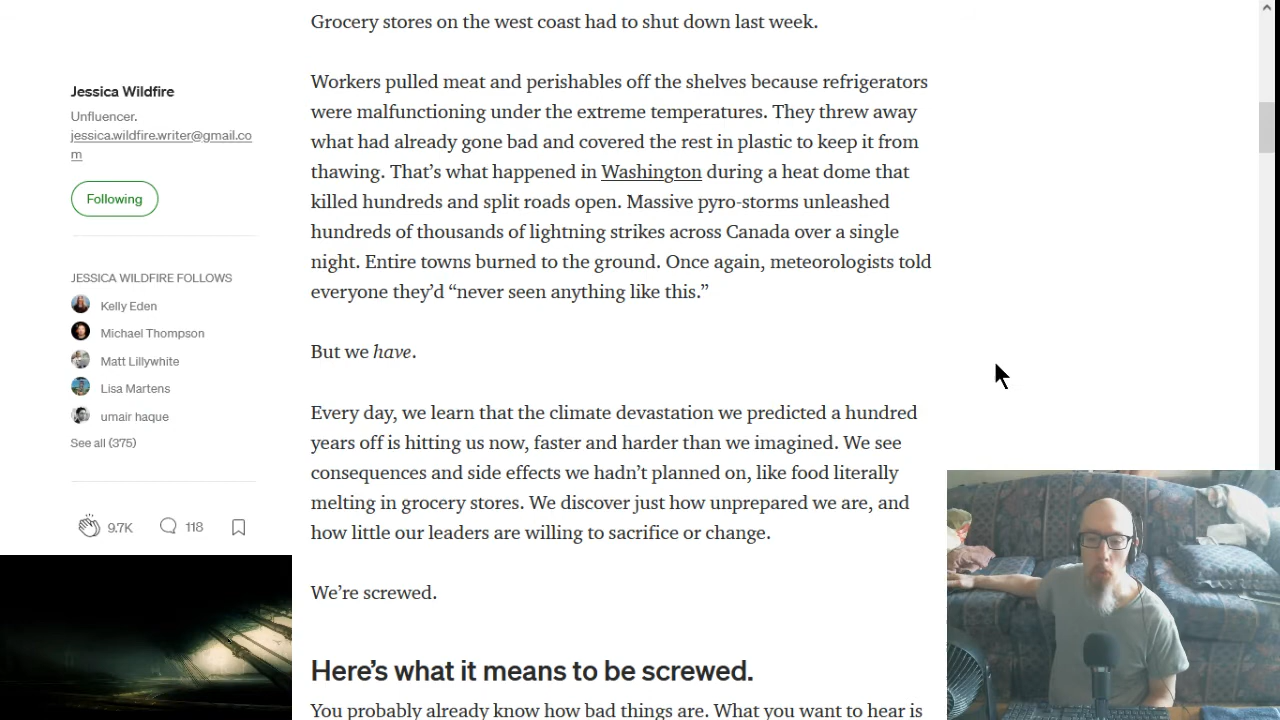 Grocery stores on the west coast had to shut down last week.
Jessica Wildfire
Unfluencer.
jessica.wildfire.writer@gmail.co
m
Following
JESSICA WILDFIRE FOLLOWS
Kelly Eden
Michael Thompson
Matt Lillywhite
Lisa Martens
umair haque
See all (375)
9.7K 118
Workers pulled meat and perishables off the shelves because refrigerators
were malfunctioning under the extreme temperatures. They threw away
what had already gone bad and covered the rest in plastic to keep it from
thawing. That’s what happened in Washington during a heat dome that
killed hundreds and split roads open. Massive pyro-storms unleashed
hundreds of thousands of lightning strikes across Canada over a single
night. Entire towns burned to the ground. Once again, meteorologists told
everyone they’d “never seen anything like this.”
But we have.
Every day, we learn that the climate devastation we predicted a hundred
years off is hitting us now, faster and harder than we imagined. We see
consequences and side effects we hadn’t planned on, like food literally
melting in grocery stores. We discover just how unprepared we are, and
how little our leaders are willing to sacrifice or change.
We’re screwed.
Here’s what it means to be screwed.
You probably already know how bad things are. What you want to hear is